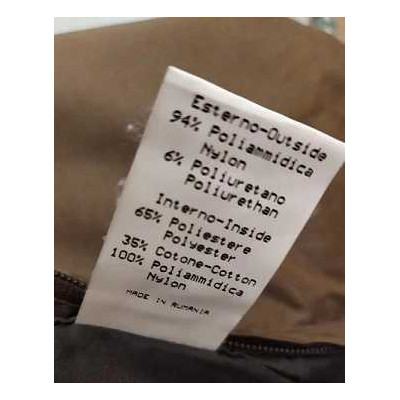 Esterno-Outside
94% Poliammidica
Nylon
6% Poliuretano
Poliurethan
Interno-Inside
65% Poliestere
Polyester
35% Cotone-Cotton
100% Poliammidica
Nylon
MADE IN RUMANIA